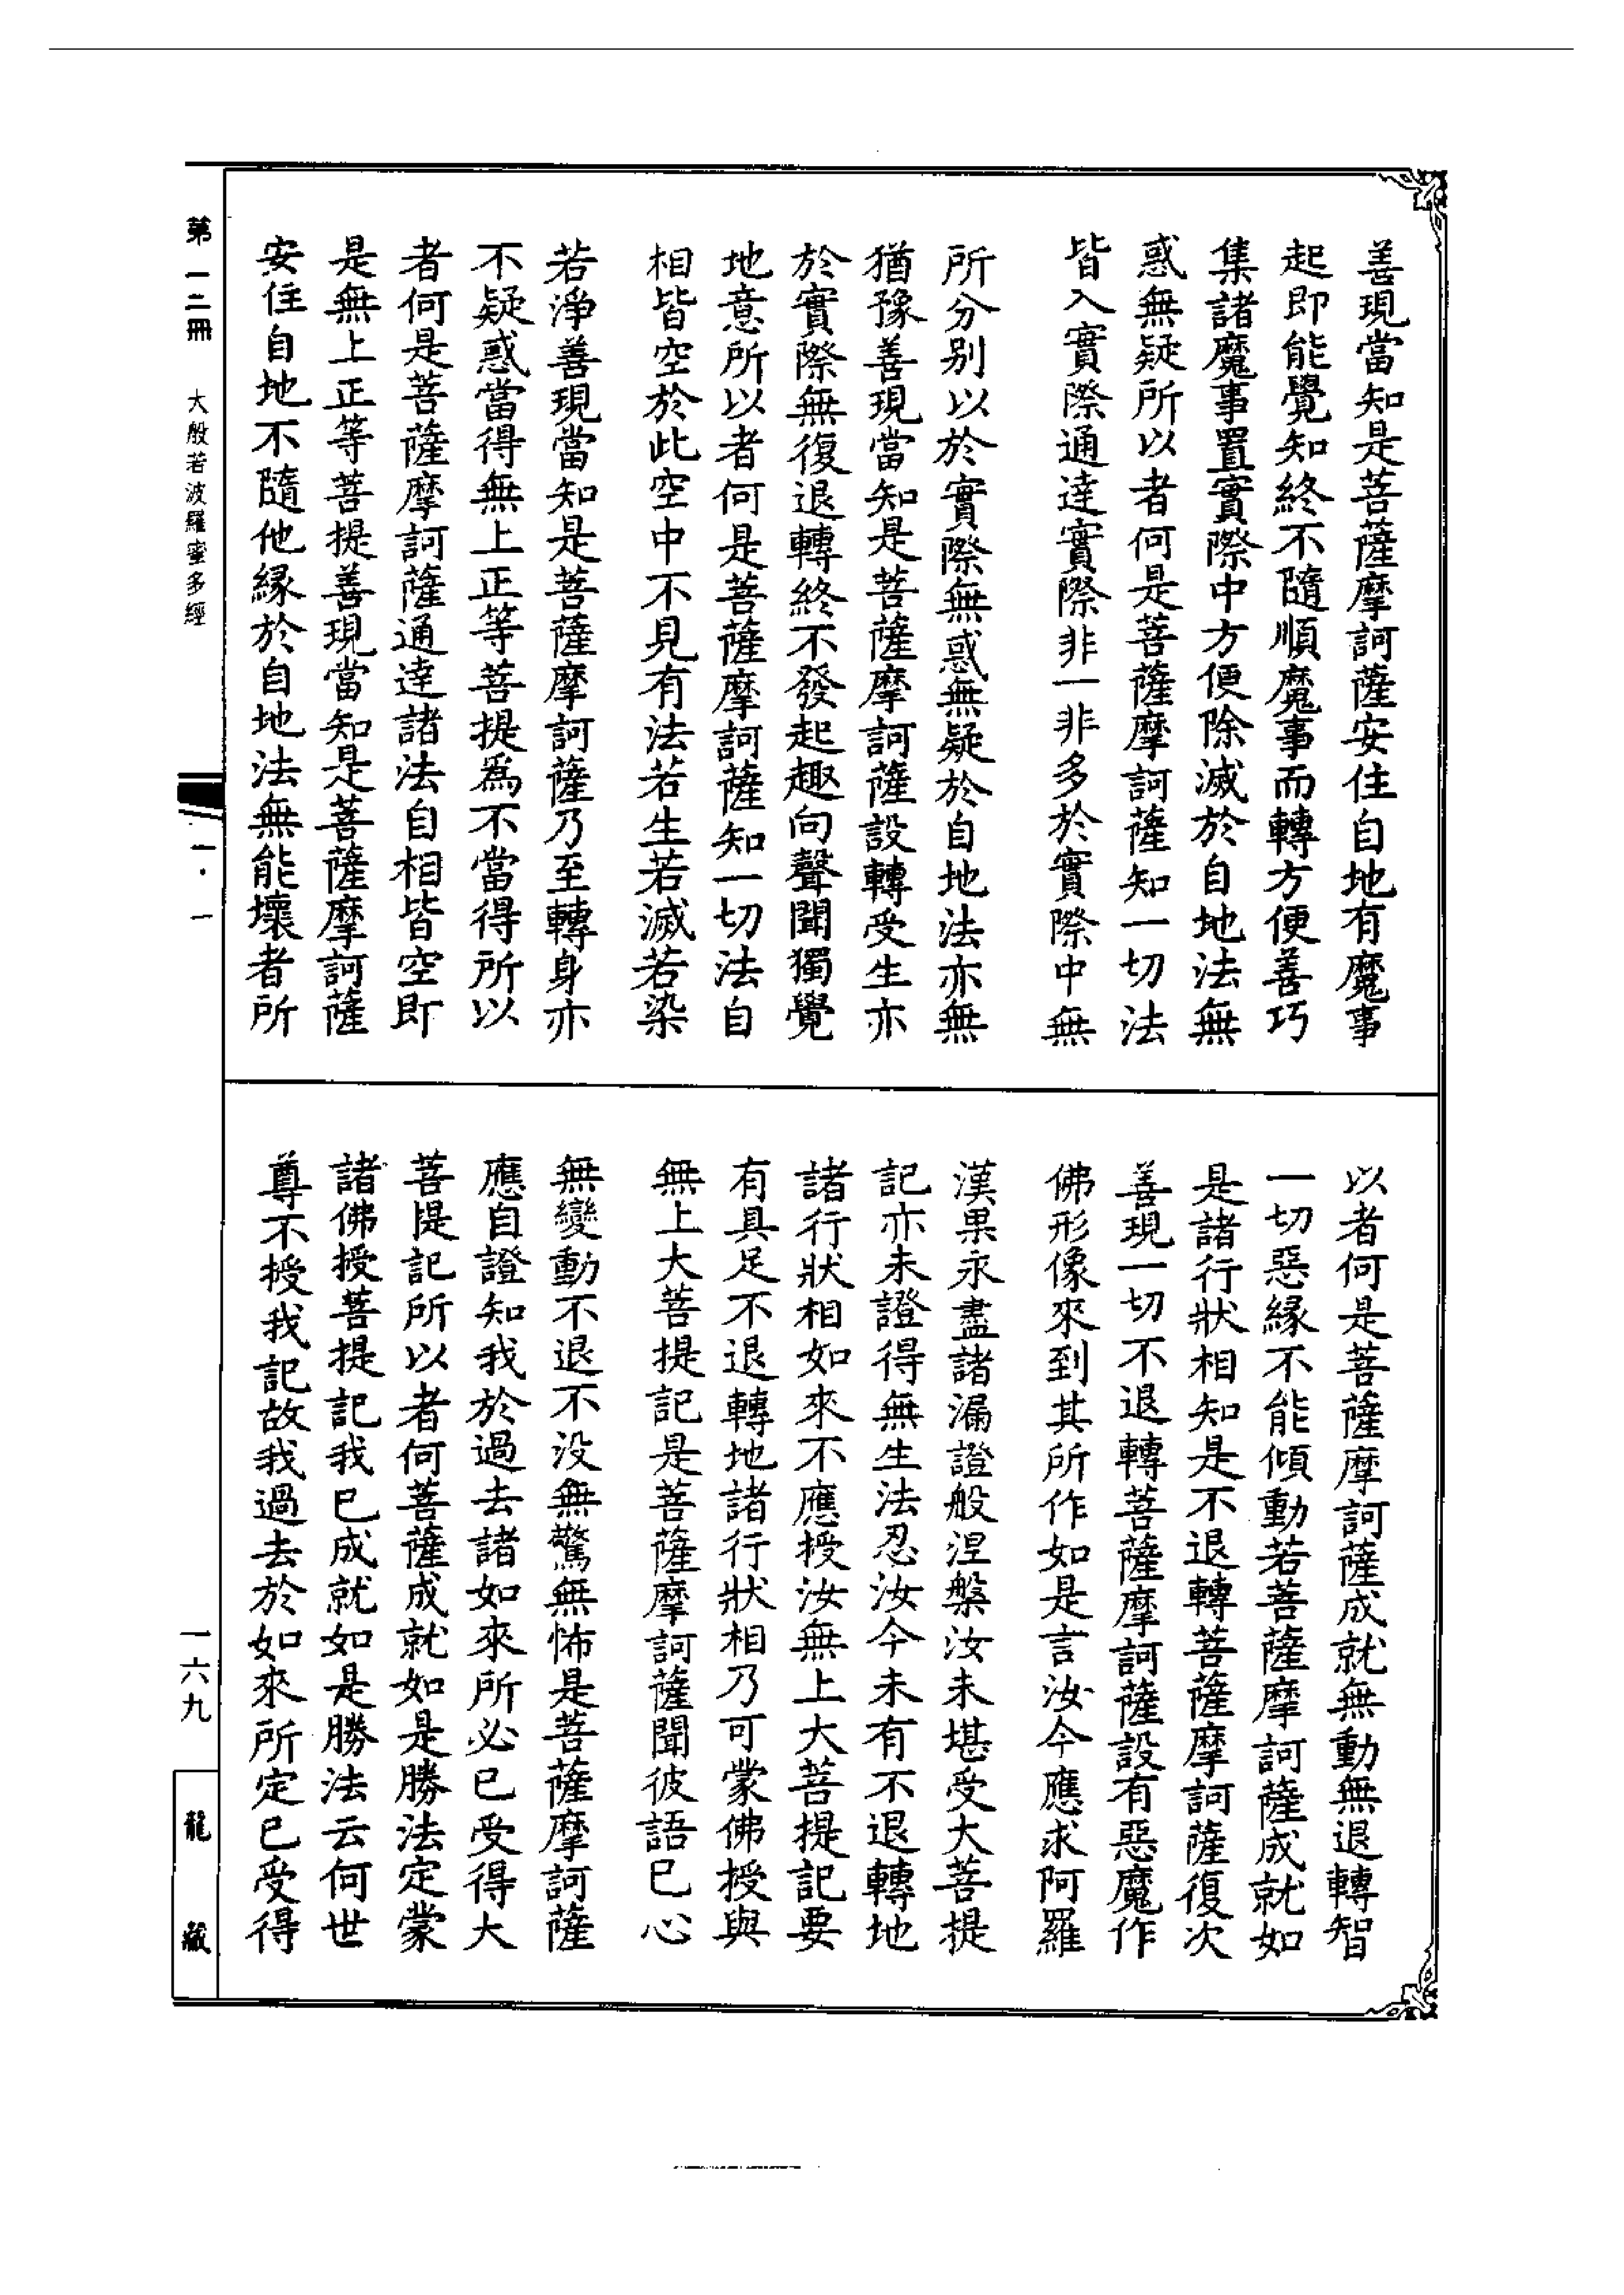 善現當知是菩薩摩訶薩安住自地有魔事
起即能覺知終不隨順魔事而轉方便善巧
集諸魔事置實際中方便除滅於自地法無
惑無疑所以者何是菩薩摩訶薩知一切法
皆入實際通達實際非一非多於實際中無
所分別以於實際無惑無疑於自地法亦無
猶豫善現當知是菩薩摩訶薩設轉受生亦
於實際無復退轉終不發起趣向聲聞獨覺
地意所以者何是菩薩摩訶薩知一切法自
相皆空於此空中不見有法若生若滅若染
若淨善現當知是菩薩摩訶薩乃至轉身亦
不疑惑當得無上正等菩提為不當得所以
者何是菩薩摩訶薩通達諸法自相皆空即
是無上正等菩提善現當知是菩薩摩訶薩
安住自地不隨他緣於自地法無能壞者所
以者何是菩薩摩訶薩成就無動無退轉智
一切惡緣不能傾動若菩薩摩訶薩成就如
是諸行狀相知是不退轉菩薩摩訶薩復次
善現一切不退轉菩薩摩訶薩設有惡魔作
佛形像來到其所作如是言汝今應求阿羅
漢果永盡諸漏證般涅槃汝未堪受大菩提
記亦未證得無生法忍汝今未有不退轉地
諸行狀相如來不應授汝無上大菩提記要
有具足不退轉地諸行狀相乃可蒙佛授與
無上大菩提記是菩薩摩訶薩聞彼語已心
無變動不退不没無驚無怖是菩薩摩訶薩
應自證知我於過去諸如來所必已受得大
菩提記所以者何菩薩成就如是勝法定蒙
諸佛授菩提記我已成就如是勝法云何世
尊不授我記故我過去於如來所定已受得
第一二冊 大般若波羅蜜多經
一·一
一六九
龍藏